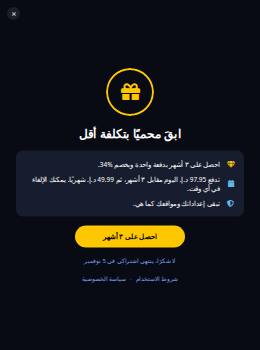 ابقَ محميًا بتكلفة أقل
احصل على ٣ أشهر بدفعة واحدة وبخصم 34%.
تدفع 97.95 د.إ. اليوم مقابل ٣ أشهر، ثم 49.99 د.إ. شهريًا. يمكنك الإلغاء
في أي وقت.
تبقى إعداداتك ومواقعك كما هي.
احصل على ٣ أشهر
لا شكرًا، ينتهي اشتراكي في 5 نوفمبر
شروط الاستخدام · سياسة الخصوصية